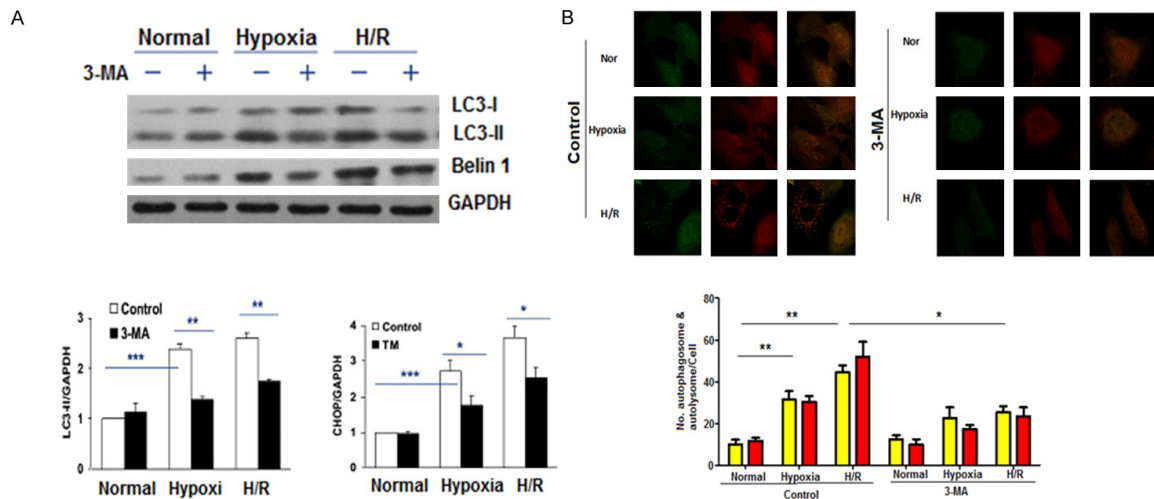 A
Normal Hypoxia H/R
3-MA − + − + − +
LC3-I
LC3-II
Belin 1
GAPDH
B
Control
Nor
Hypoxia
H/R
3-MA
Nor
Hypoxia
H/R
LC3-II/GAPDH
3
2
1
0
Control
3-MA
***
**
**
Normal Hypoxi H/R
CHOP/GAPDH
4
3
2
1
0
Control
TM
***
*
*
Normal Hypoxia H/R
No. autophagosome &
autolysome/Cell
80
60
40
20
0
**
**
*
Normal Hypoxia H/R Normal Hypoxia H/R
Control 3-MA